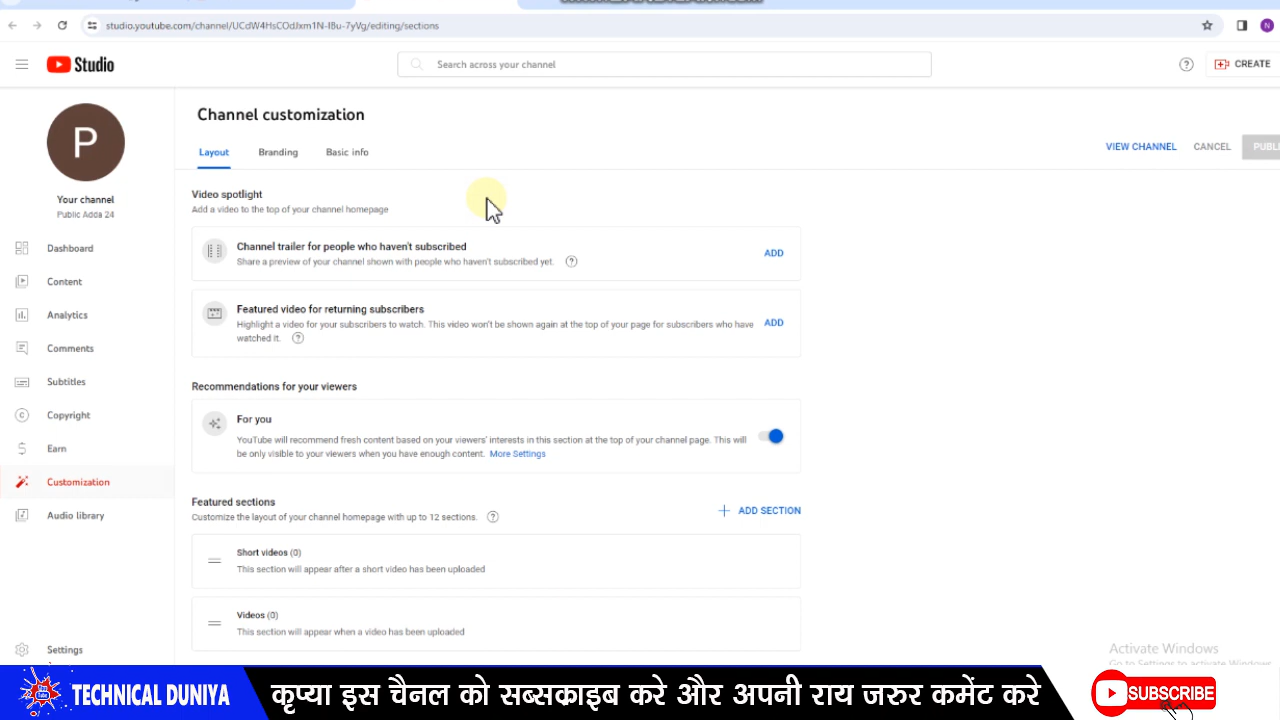 studio.youtube.com/channel/UCdW4HsCOdJxm1N-I8u-7yVg/editing/sections
N
Studio
Search across your channel
CREATE
P
Your channel
Public Adda 24
Dashboard
Content
Analytics
Comments
Subtitles
Copyright
Earn
Customization
Audio library
Settings
Channel customization
Layout Branding Basic info
VIEW CHANNEL CANCEL PUBL
Video spotlight
Add a video to the top of your channel homepage
Channel trailer for people who haven't subscribed
Share a preview of your channel shown with people who haven't subscribed yet.
ADD
Featured video for returning subscribers
Highlight a video for your subscribers to watch. This video won't be shown again at the top of your page for subscribers who have
watched it.
ADD
Recommendations for your viewers
For you
YouTube will recommend fresh content based on your viewers' interests in this section at the top of your channel page. This will
be only visible to your viewers when you have enough content. More Settings
Featured sections
Customize the layout of your channel homepage with up to 12 sections.
ADD SECTION
Short videos (0)
This section will appear after a short video has been uploaded
Videos (0)
This section will appear when a video has been uploaded
Activate Windows
Go to Settings to activate Windows
TECHNICAL DUNIYA
कृप्या इस चैनल को सब्सक्राइब करे और अपनी राय जरुर कमेंट करे
SUBSCRIBE